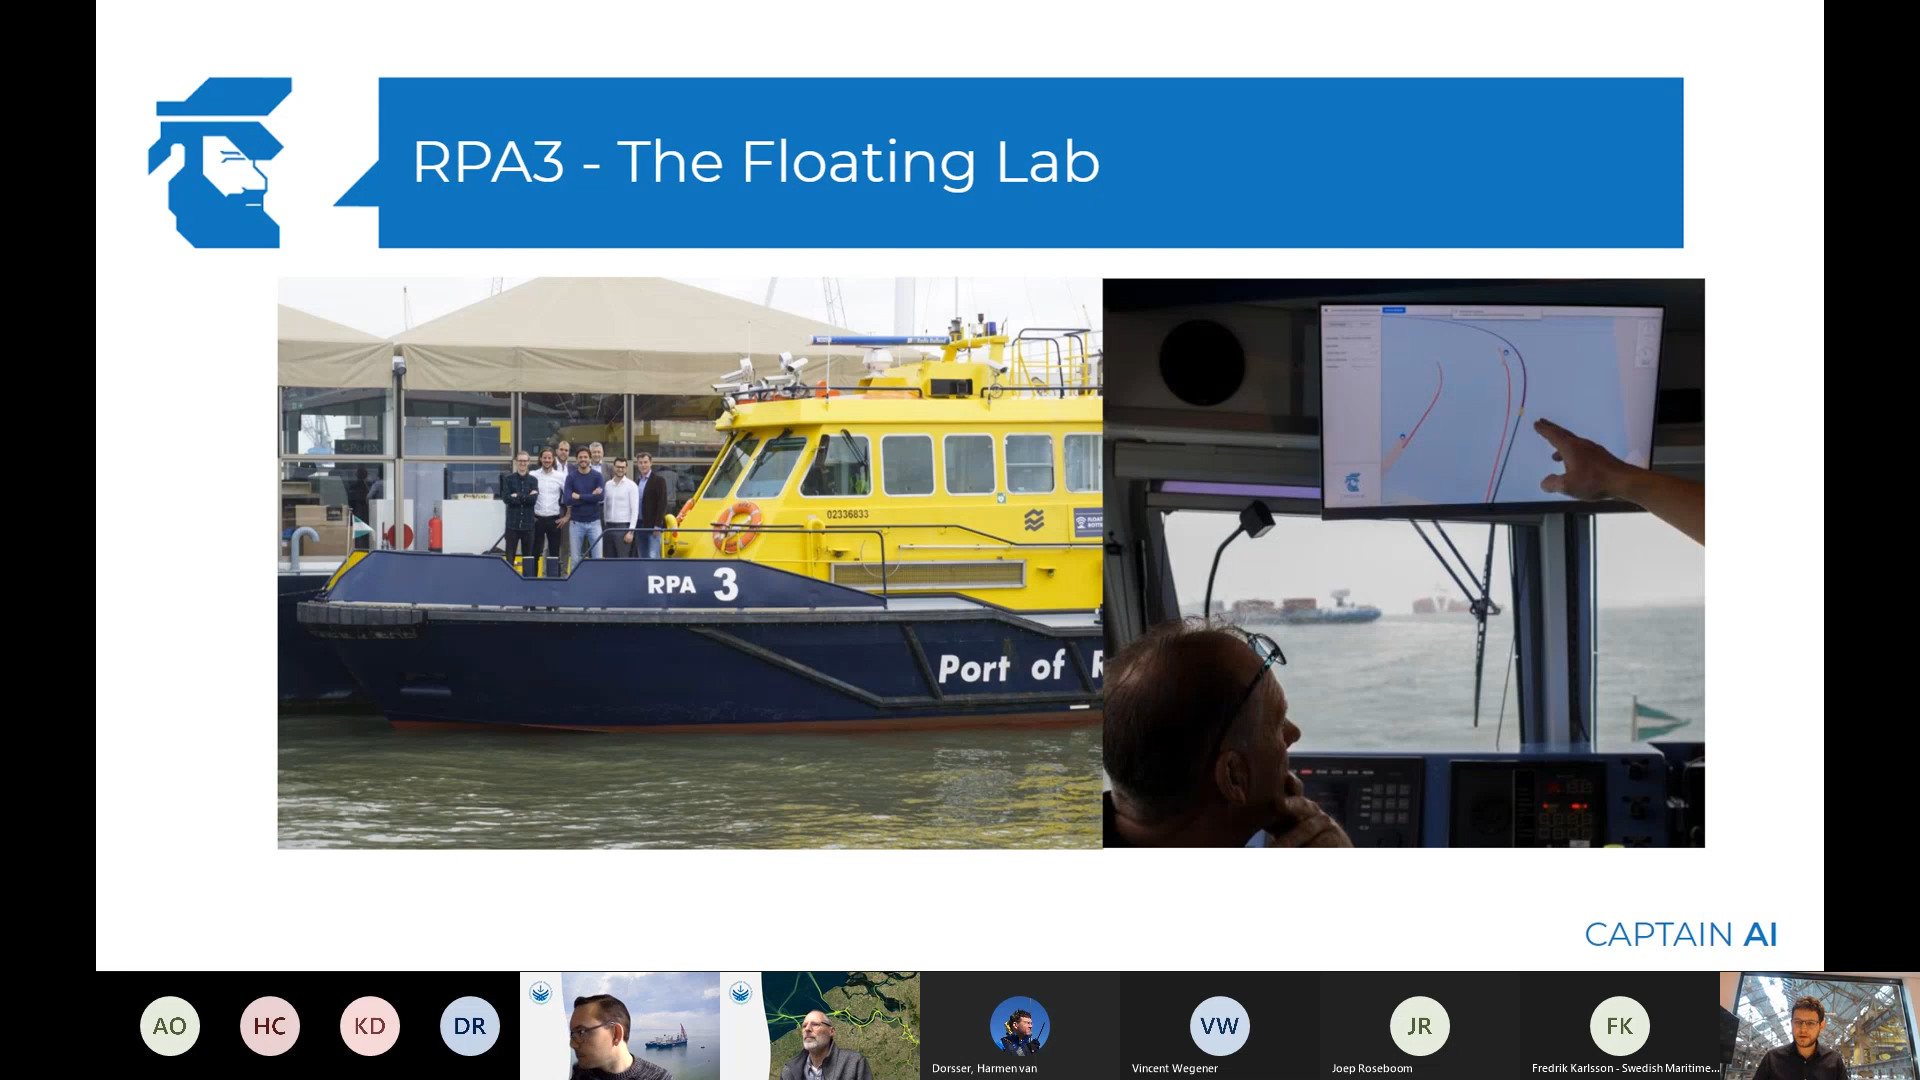 RPA3 - The Floating Lab
02336833
RPA 3
Port of R
CAPTAIN AI
AO
HC
KD
DR
VW
JR
FK
Dorsser, Harmen van
Vincent Wegener
Joep Roseboom
Fredrik Karlsson - Swedish Maritime...